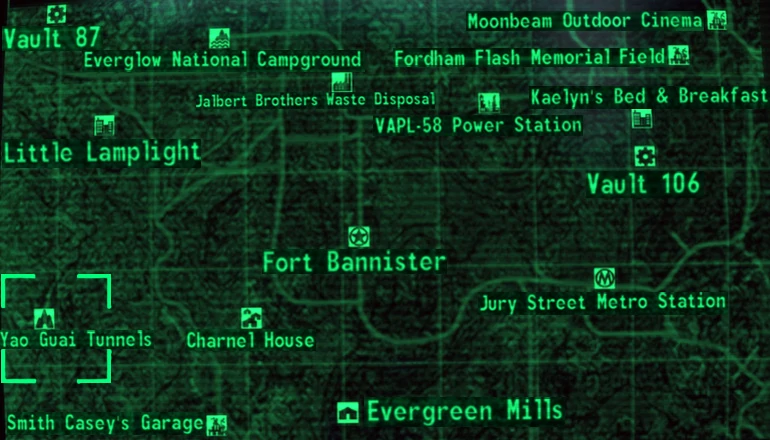 Moonbeam Outdoor Cinema
Vault 87
Everglow National Campground
Fordham Flash Memorial Field
Jalbert Brothers Waste Disposal
Kaelyn's Bed & Breakfast
VAPL-58 Power Station
Little Lamplight
Vault 106
Fort Bannister
Jury Street Metro Station
Yao Guai Tunnels
Charnel House
Evergreen Mills
Smith Casey's Garage